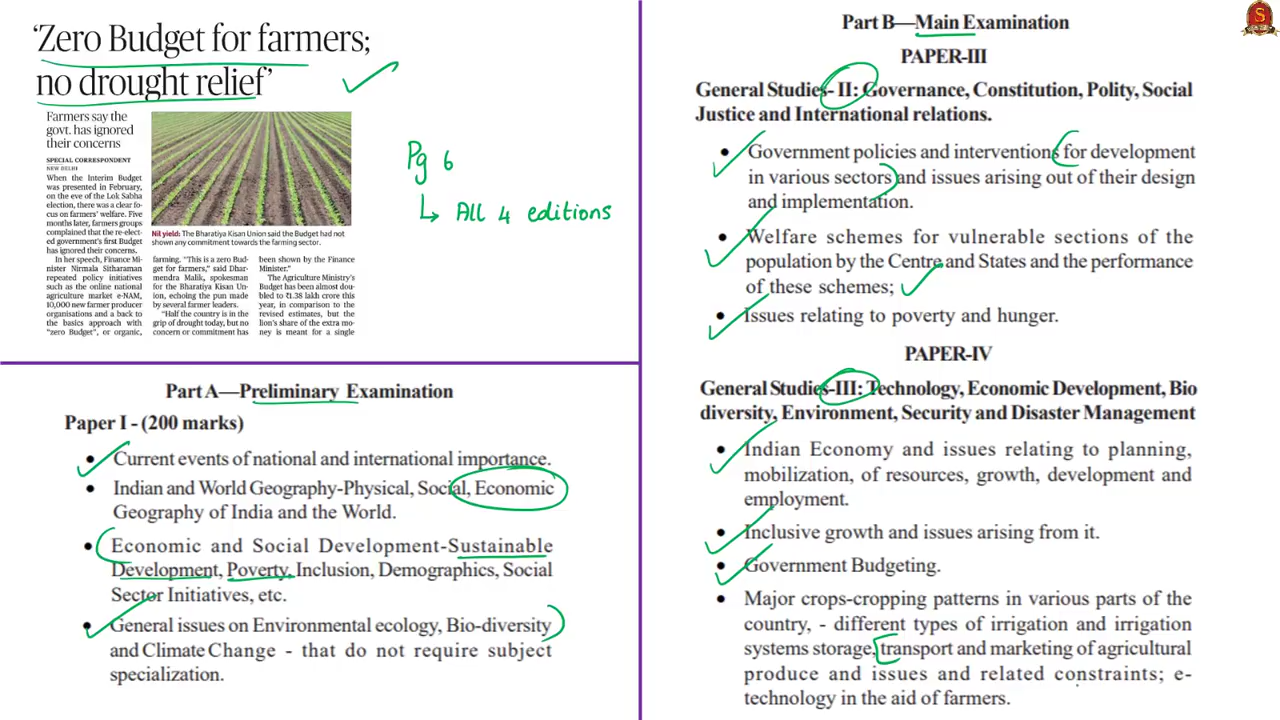 ‘Zero Budget for farmers;
no drought relief’
Farmers say the
govt. has ignored
their concerns
SPECIAL CORRESPONDENT
NEW DELHI
When the Interim Budget
was presented in February,
on the eve of the Lok Sabha
election, there was a clear fo-
cus on farmers’ welfare. Five
months later, farmers groups
complained that the re-elect-
ed government’s first Budget
has ignored their concerns.
In her speech, Finance Mi-
nister Nirmala Sitharaman
repeated policy initiatives
such as the online national
agriculture market e-NAM,
10,000 new farmer producer
organisations and a back to
the basics approach with
“zero Budget”, or organic,
Nil yield: The Bharatiya Kisan Union said the Budget had not
shown any commitment towards the farming sector.
farming. “This is a zero Bud-
get for farmers,” said Dhar-
mendra Malik, spokesman
for the Bharatiya Kisan Un-
ion, echoing the pun made
by several farmer leaders.
“Half the country is in the
grip of drought today, but no
concern or commitment has
been shown by the Finance
Minister.”
The Agriculture Ministry’s
Budget has been almost dou-
bled to ₹1.38 lakh crore this
year, in comparison to the
revised estimates, but the
lion’s share of the extra mo-
ney is meant for a single
Pg 6
All 4 editions
Part A—Preliminary Examination
Paper I - (200 marks)
• Current events of national and international importance.
• Indian and World Geography-Physical, Social, Economic
Geography of India and the World.
• Economic and Social Development-Sustainable
Development, Poverty, Inclusion, Demographics, Social
Sector Initiatives, etc.
• General issues on Environmental ecology, Bio-diversity
and Climate Change - that do not require subject
specialization.
Part B—Main Examination
PAPER-III
General Studies- II: Governance, Constitution, Polity, Social
Justice and International relations.
• Government policies and interventions for development
in various sectors and issues arising out of their design
and implementation.
• Welfare schemes for vulnerable sections of the
population by the Centre and States and the performance
of these schemes;
• Issues relating to poverty and hunger.
PAPER-IV
General Studies-III: Technology, Economic Development, Bio
diversity, Environment, Security and Disaster Management
• Indian Economy and issues relating to planning,
mobilization, of resources, growth, development and
employment.
• Inclusive growth and issues arising from it.
• Government Budgeting.
• Major crops-cropping patterns in various parts of the
country, - different types of irrigation and irrigation
systems storage, transport and marketing of agricultural
produce and issues and related constraints; e-
technology in the aid of farmers.
S